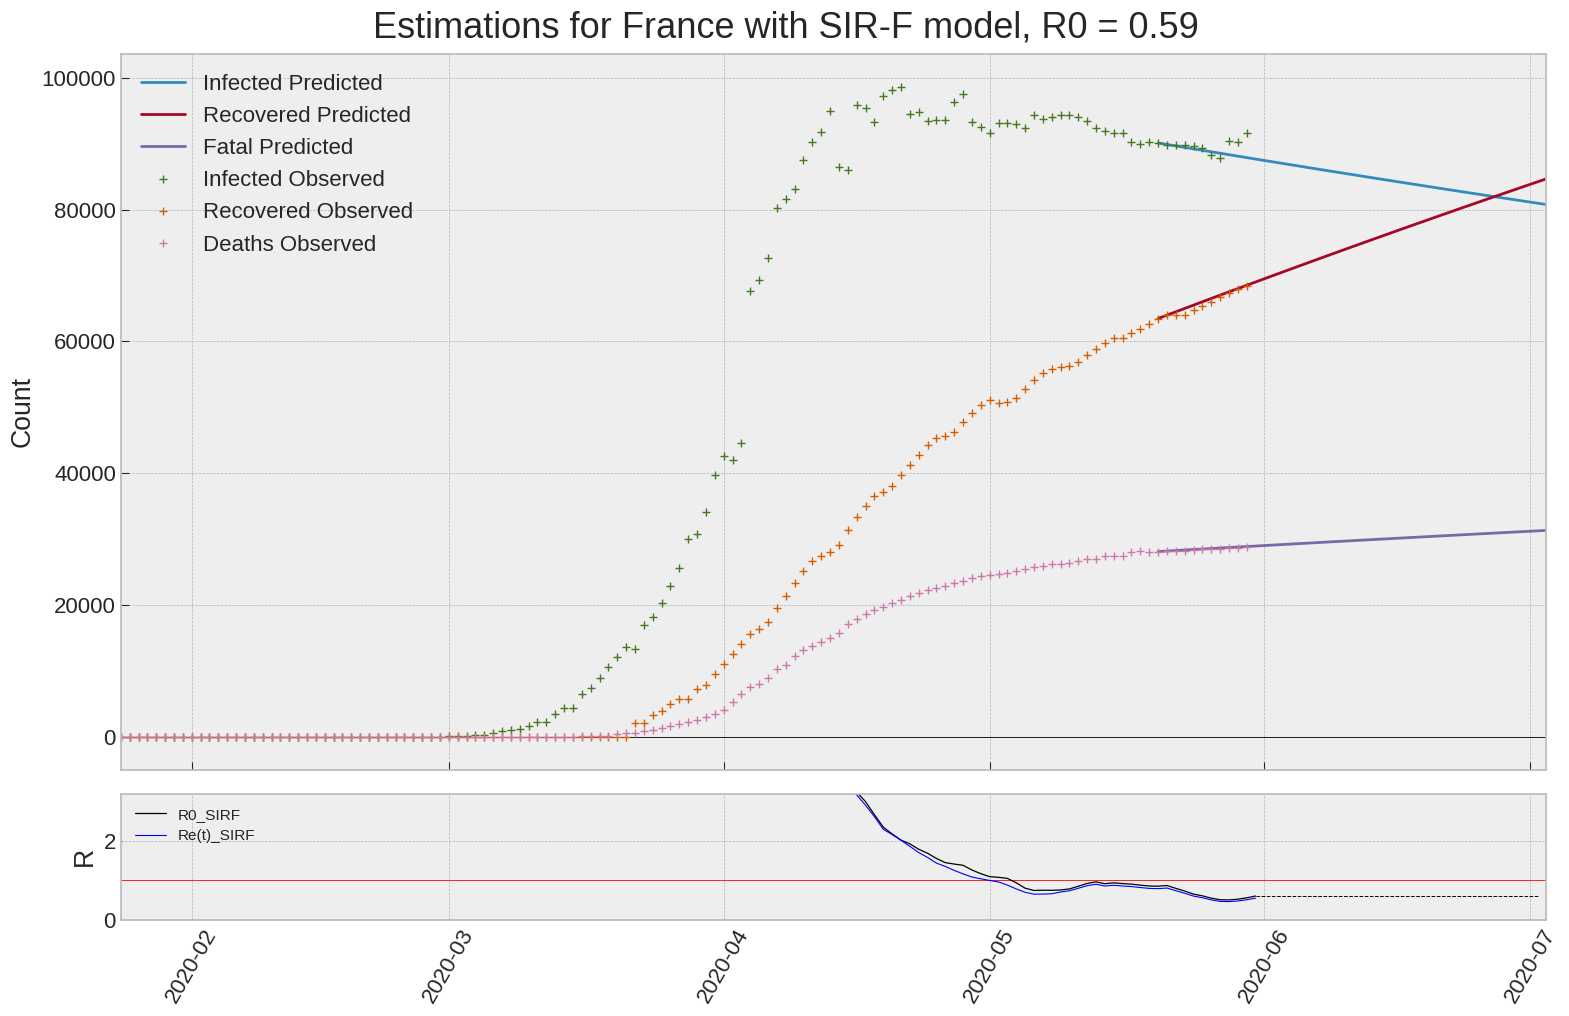 Estimations for France with SIR-F model, R0 = 0.59
Infected Predicted
Recovered Predicted
Fatal Predicted
Infected Observed
Recovered Observed
Deaths Observed
100000
80000
60000
40000
20000
0
Count
R0_SIRF
Re(t)_SIRF
2
0
R
2020-02
2020-03
2020-04
2020-05
2020-06
2020-07